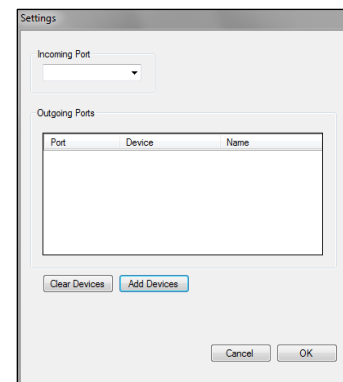 Settings
Incoming Port
Outgoing Ports
Port Device Name
Clear Devices Add Devices
Cancel OK